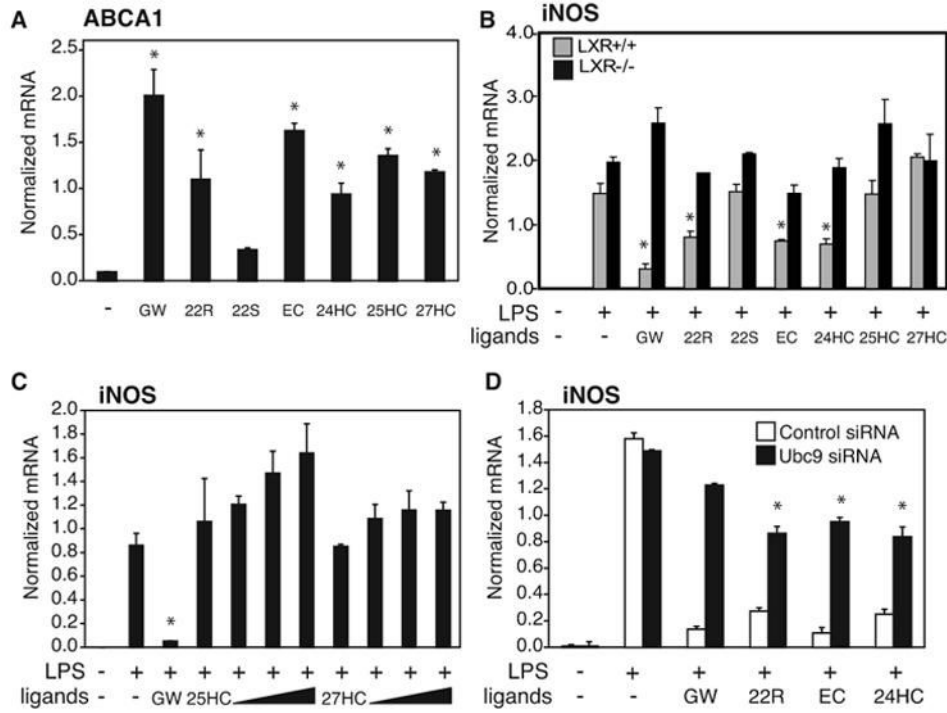 A ABCA1
Normalized mRNA
2.5
2.0
1.5
1.0
0.5
0.0
* * * * * *
- GW 22R 22S EC 24HC 25HC 27HC
B iNOS
LXR+/+
LXR-/-
Normalized mRNA
4.0
3.0
2.0
1.0
0.0
* * * *
LPS - + + + + + + + +
ligands - - GW 22R 22S EC 24HC 25HC 27HC
C iNOS
Normalized mRNA
2.0
1.8
1.6
1.4
1.2
1.0
0.8
0.6
0.4
0.2
0.0
*
LPS - + + + + + + + + + +
ligands - - GW 25HC 27HC
D iNOS
Control siRNA
Ubc9 siRNA
Normalized mRNA
1.8
1.6
1.4
1.2
1.0
0.8
0.6
0.4
0.2
0.0
* * *
LPS - + + + + +
ligands - - GW 22R EC 24HC